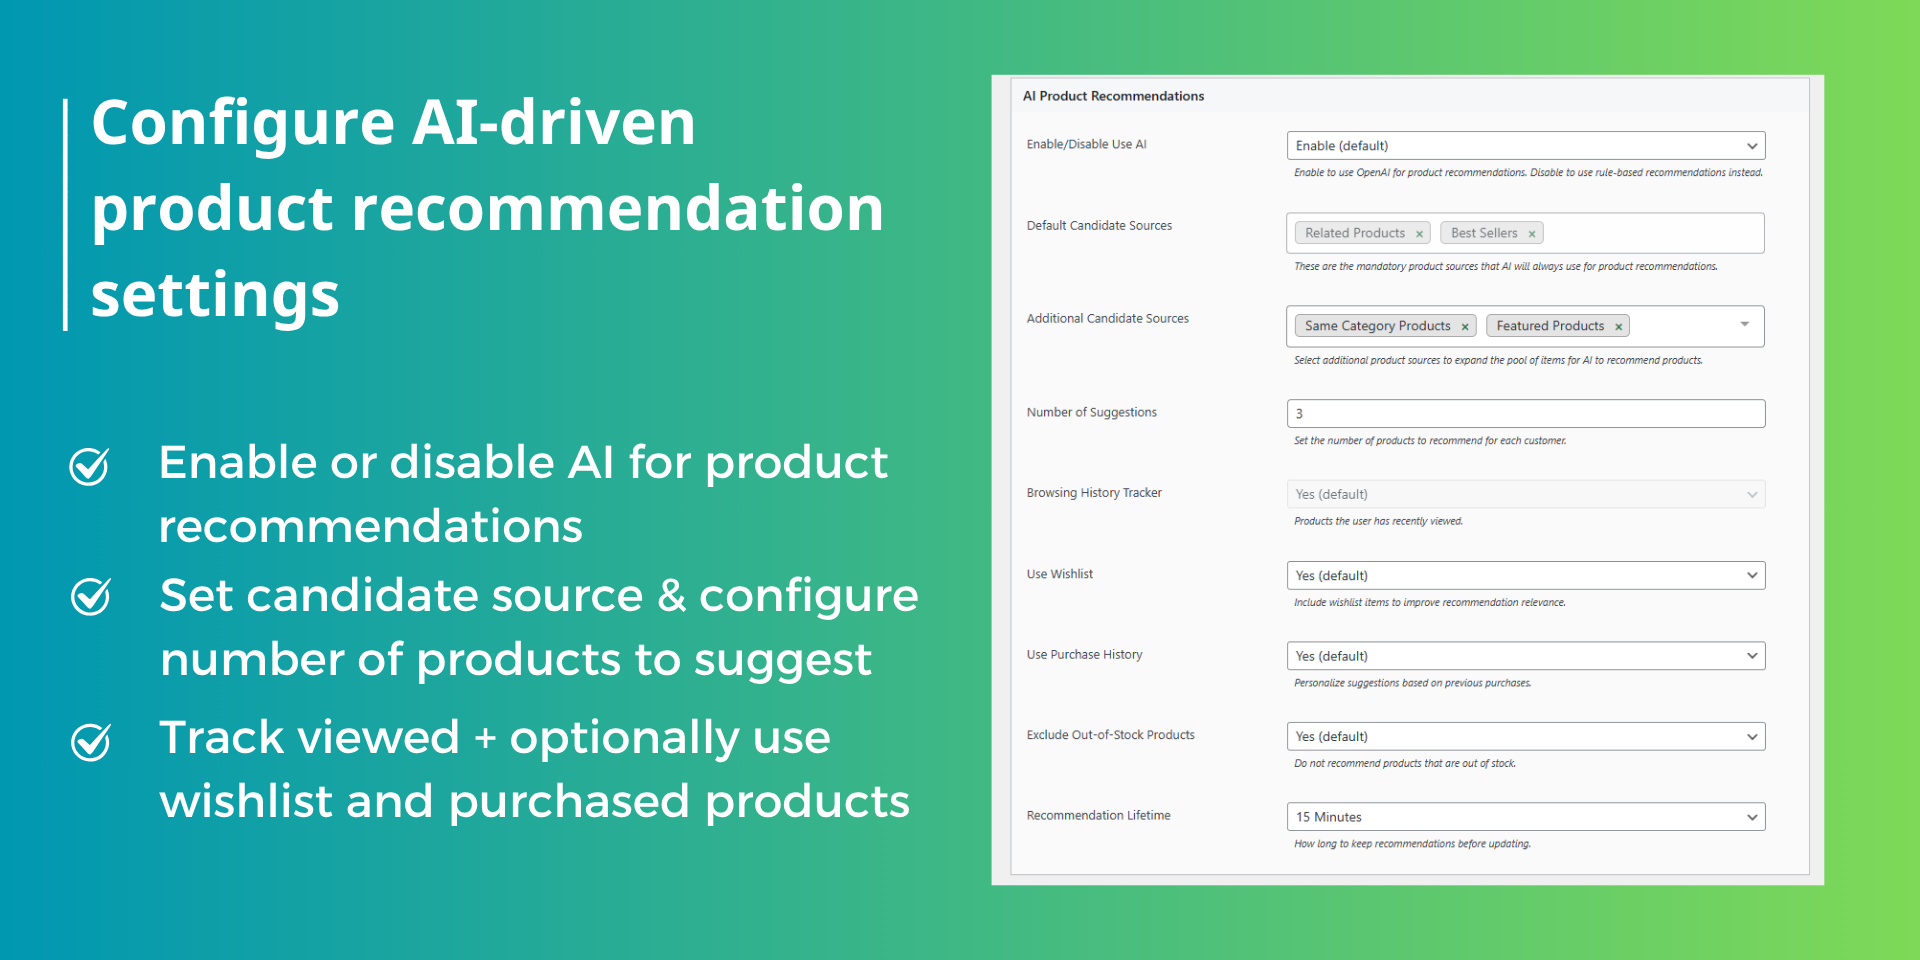 Configure AI-driven
product recommendation
settings
Enable or disable AI for product
recommendations
Set candidate source & configure
number of products to suggest
Track viewed + optionally use
wishlist and purchased products
AI Product Recommendations
Enable/Disable Use AI
Enable (default)
Enable to use OpenAI for product recommendations. Disable to use rule-based recommendations instead.
Default Candidate Sources
Related Products × Best Sellers ×
These are the mandatory product sources that AI will always use for product recommendations.
Additional Candidate Sources
Same Category Products × Featured Products ×
Select additional product sources to expand the pool of items for AI to recommend products.
Number of Suggestions
3
Set the number of products to recommend for each customer.
Browsing History Tracker
Yes (default)
Products the user has recently viewed.
Use Wishlist
Yes (default)
Include wishlist items to improve recommendation relevance.
Use Purchase History
Yes (default)
Personalize suggestions based on previous purchases.
Exclude Out-of-Stock Products
Yes (default)
Do not recommend products that are out of stock.
Recommendation Lifetime
15 Minutes
How long to keep recommendations before updating.